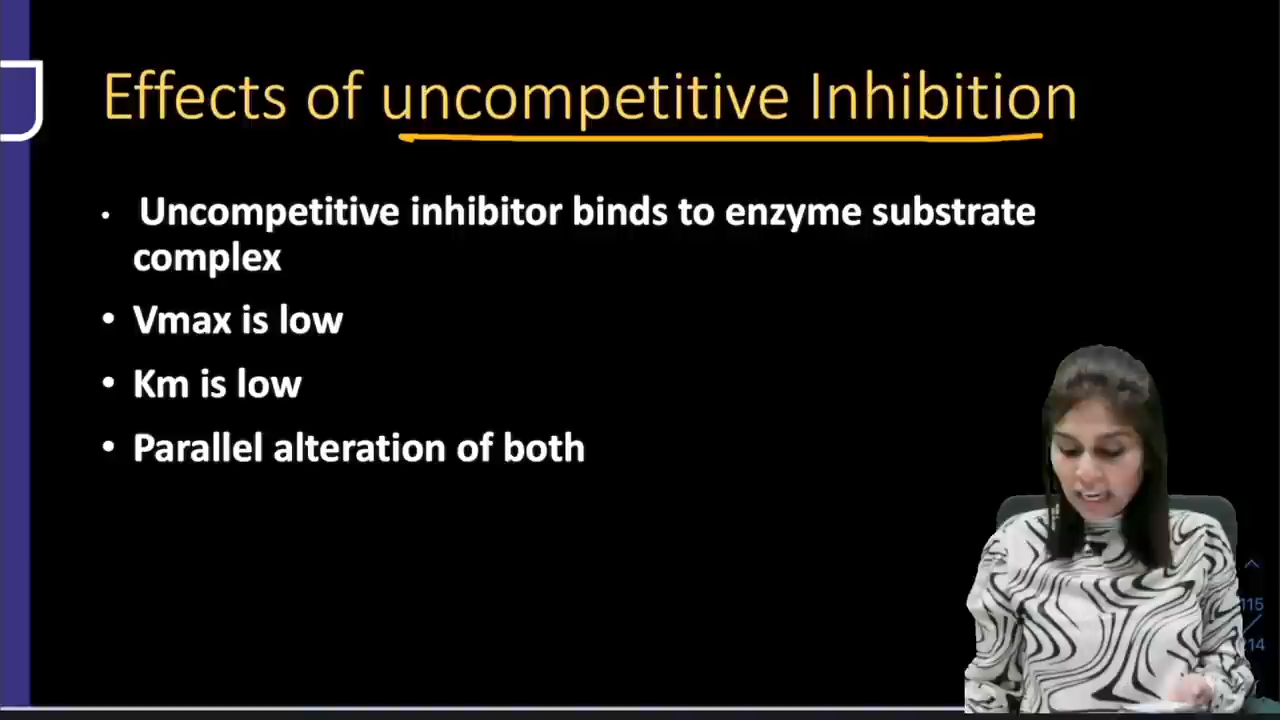 Effects of uncompetitive Inhibition
• Uncompetitive inhibitor binds to enzyme substrate
complex
• Vmax is low
• Km is low
• Parallel alteration of both
115